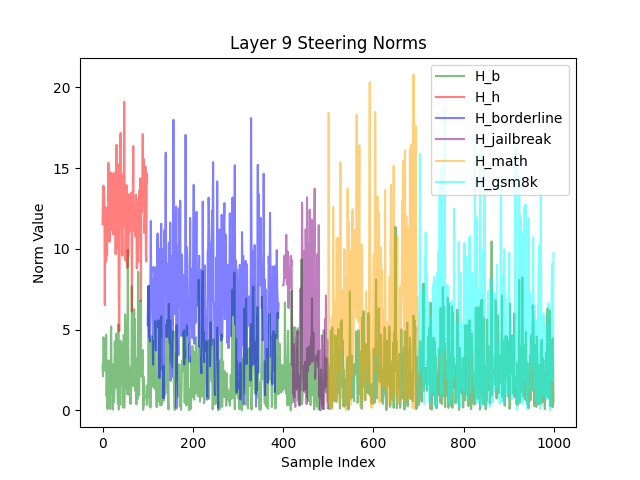 Layer 9 Steering Norms
20
15
10
5
0
Norm Value
H_b
H_h
H_borderline
H_jailbreak
H_math
H_gsm8k
0 200 400 600 800 1000
Sample Index